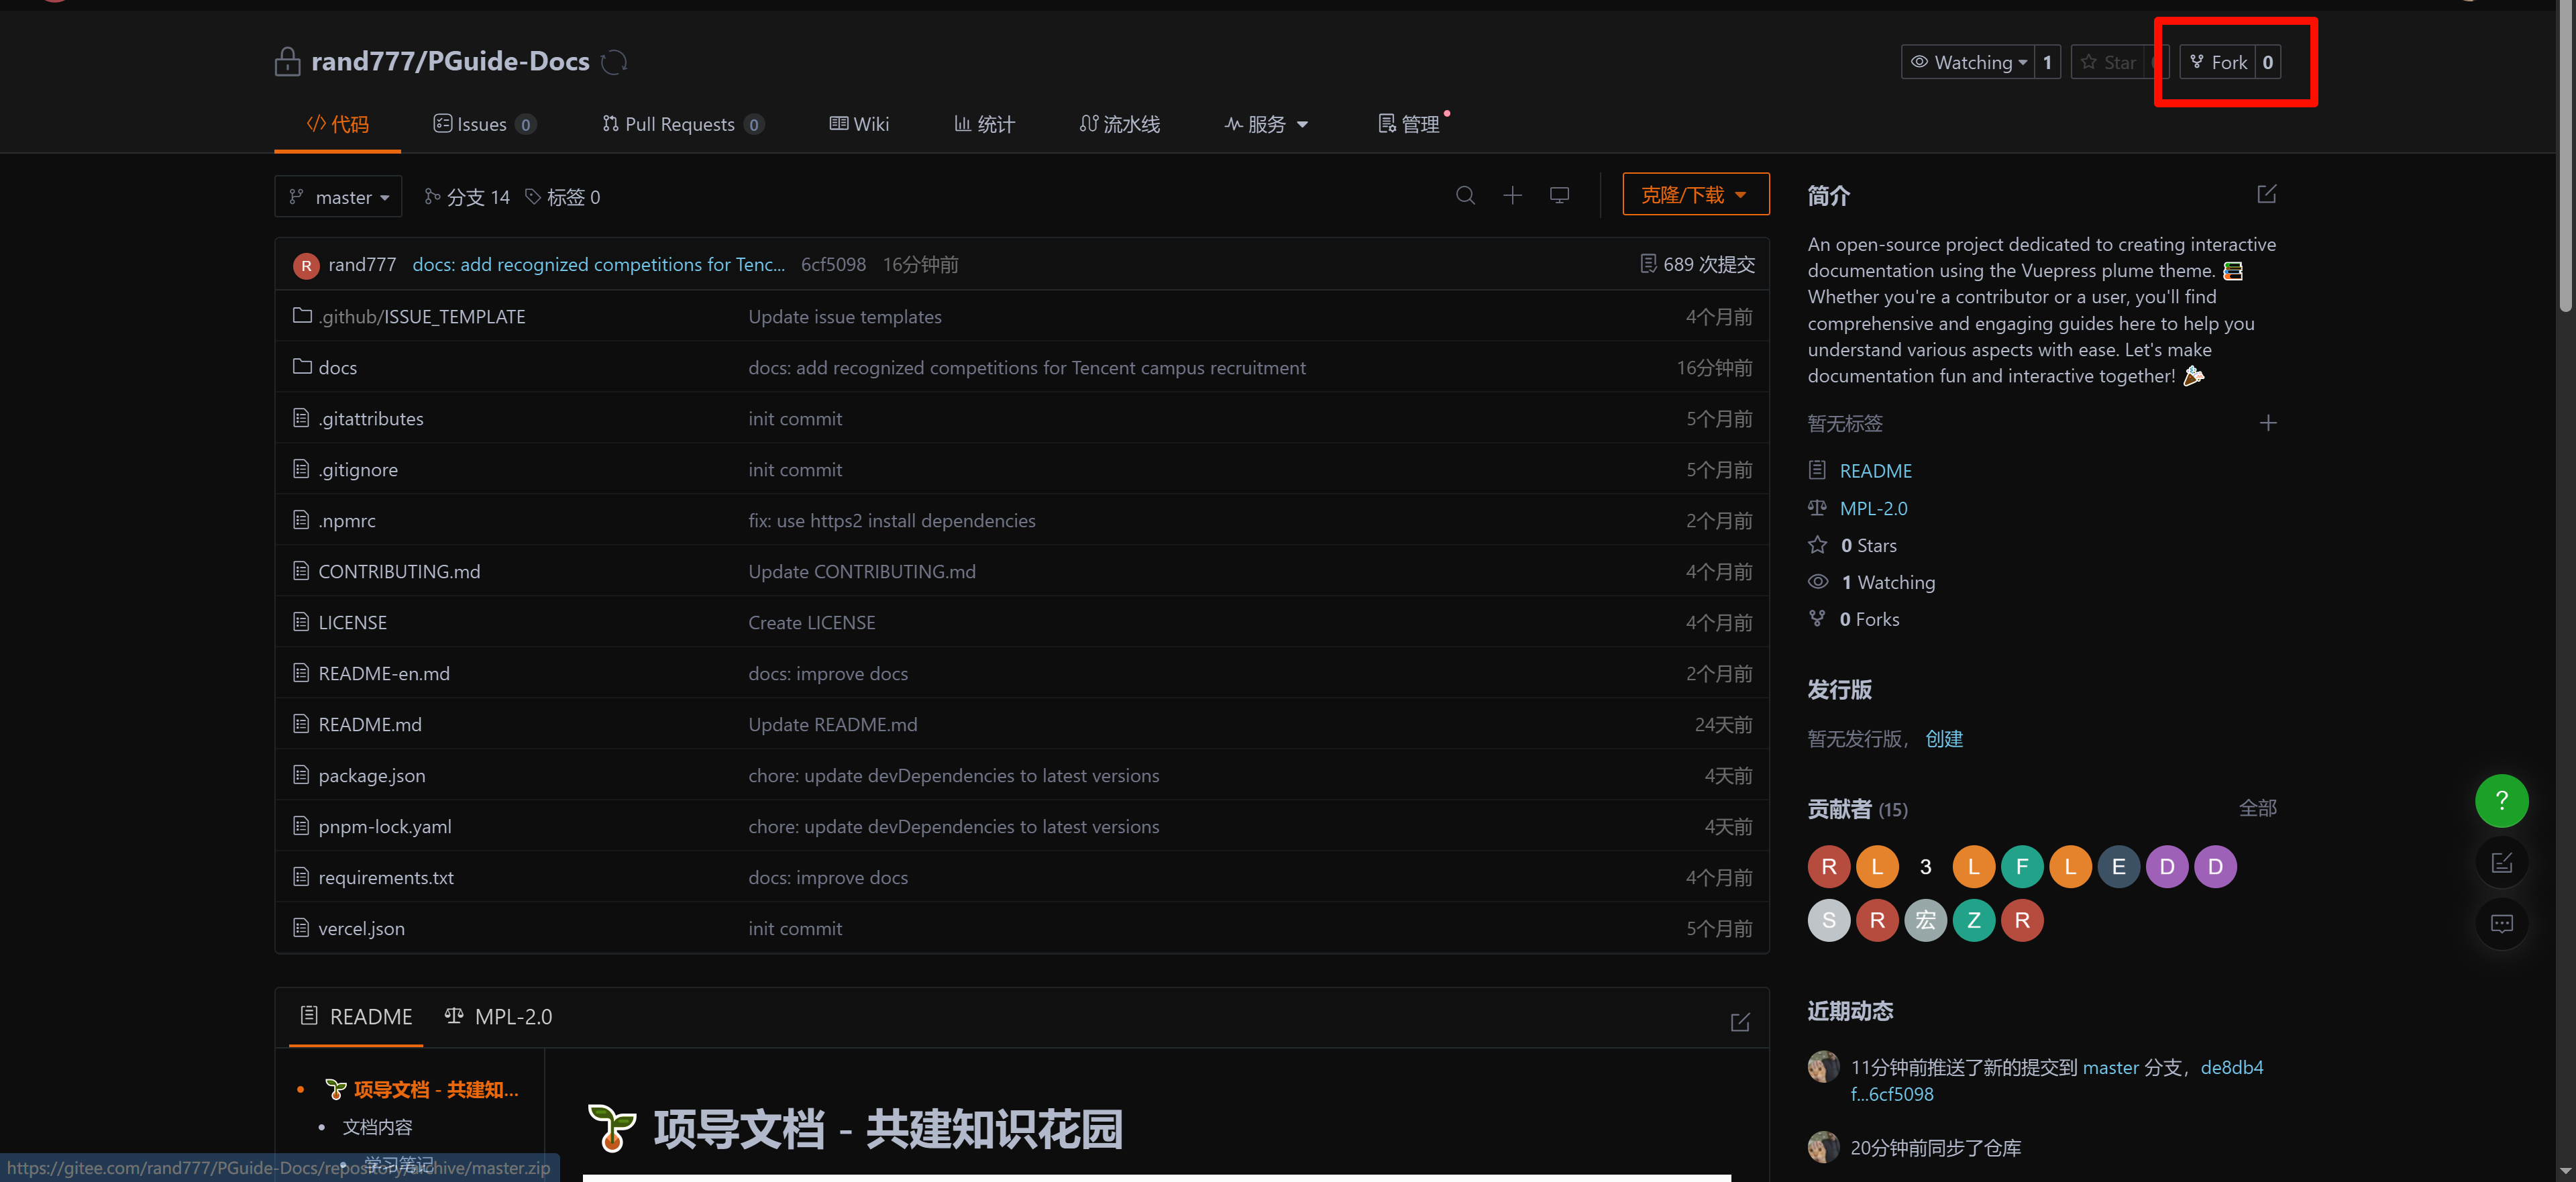 rand777/PGuide-Docs
Watching 1
Star
Fork 0
代码
Issues 0
Pull Requests 0
Wiki
统计
流水线
服务
管理
master
分支 14
标签 0
克隆/下载
R rand777 docs: add recognized competitions for Tenc... 6cf5098 16分钟前 689 次提交
.github/ISSUE_TEMPLATE Update issue templates 4个月前
docs docs: add recognized competitions for Tencent campus recruitment 16分钟前
.gitattributes init commit 5个月前
.gitignore init commit 5个月前
.npmrc fix: use https2 install dependencies 2个月前
CONTRIBUTING.md Update CONTRIBUTING.md 4个月前
LICENSE Create LICENSE 4个月前
README-en.md docs: improve docs 2个月前
README.md Update README.md 24天前
package.json chore: update devDependencies to latest versions 4天前
pnpm-lock.yaml chore: update devDependencies to latest versions 4天前
requirements.txt docs: improve docs 4个月前
vercel.json init commit 5个月前
README MPL-2.0
项导文档 - 共建知...
文档内容
学习笔记
项导文档 - 共建知识花园
简介
An open-source project dedicated to creating interactive
documentation using the Vuepress plume theme. 📚
Whether you're a contributor or a user, you'll find
comprehensive and engaging guides here to help you
understand various aspects with ease. Let's make
documentation fun and interactive together! 🎉
暂无标签
README
MPL-2.0
0 Stars
1 Watching
0 Forks
发行版
暂无发行版， 创建
贡献者 (15) 全部
R L 3 L F L E D D
S R 宏 Z R
近期动态
11分钟前推送了新的提交到 master 分支，de8db4
f...6cf5098
20分钟前同步了仓库
?
https://gitee.com/rand777/PGuide-Docs/repository/archive/master.zip